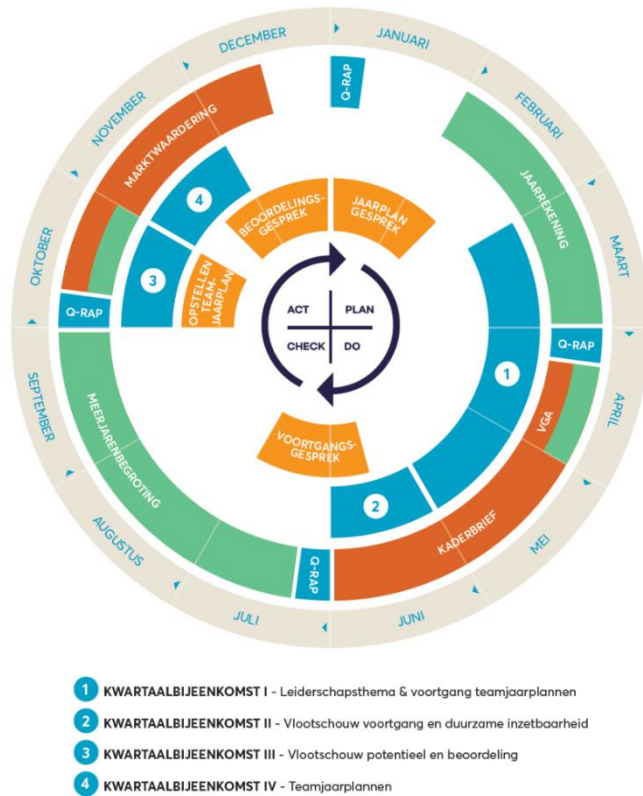 DECEMBER
JANUARI
FEBRUARI
MAART
APRIL
MEI
JUNI
JULI
AUGUSTUS
SEPTEMBER
OKTOBER
NOVEMBER
Q-RAP
JAARREKENING
Q-RAP
VGA
KADERBRIEF
Q-RAP
MEERJARENBEGROTING
Q-RAP
MARKTWAARDERING
1
2
3
4
BEOORDELINGS-
GESPREK
JAARPLAN
GESPREK
OPSTELLEN
TEAM-
JAARPLAN
VOORTGANGS-
GESPREK
ACT PLAN
CHECK DO
1 KWARTAALBIJEENKOMST I - Leiderschapsthema & voortgang teamjaarplannen
2 KWARTAALBIJEENKOMST II - Vlootschouw voortgang en duurzame inzetbaarheid
3 KWARTAALBIJEENKOMST III - Vlootschouw potentieel en beoordeling
4 KWARTAALBIJEENKOMST IV - Teamjaarplannen